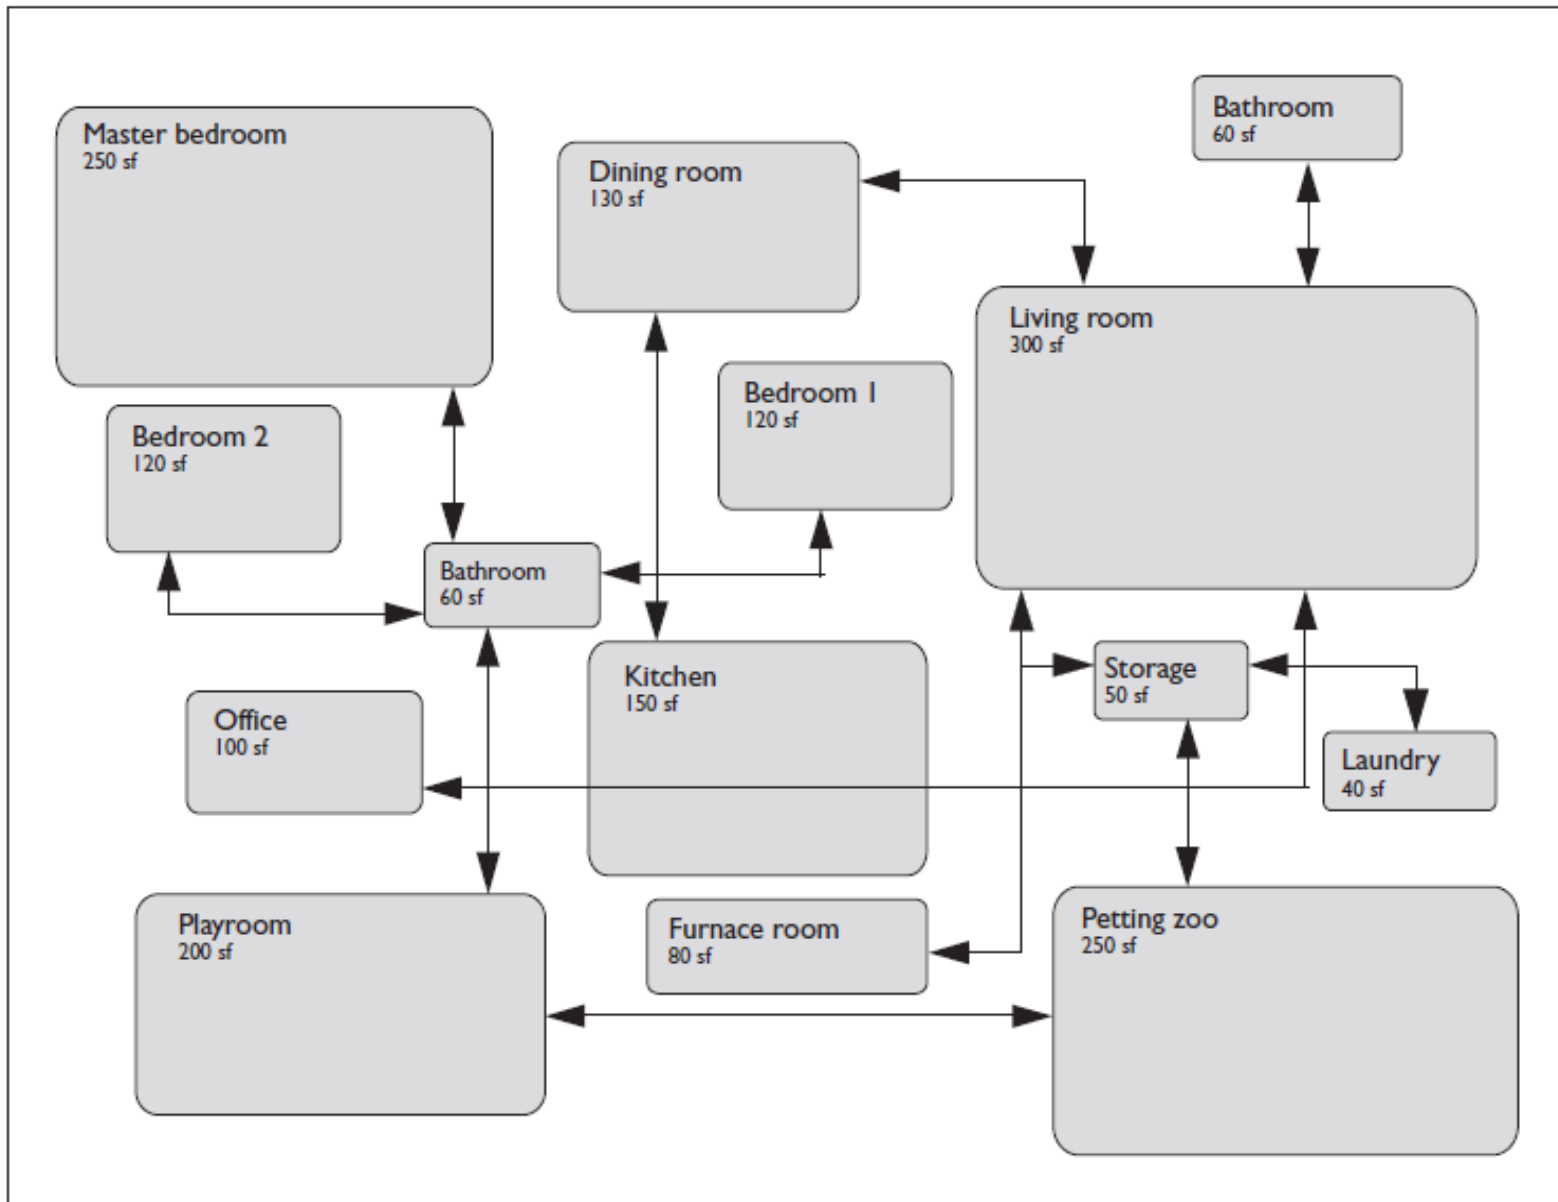 Master bedroom
250 sf
Dining room
130 sf
Bathroom
60 sf
Living room
300 sf
Bedroom 1
120 sf
Bedroom 2
120 sf
Bathroom
60 sf
Kitchen
150 sf
Storage
50 sf
Office
100 sf
Laundry
40 sf
Playroom
200 sf
Furnace room
80 sf
Petting zoo
250 sf